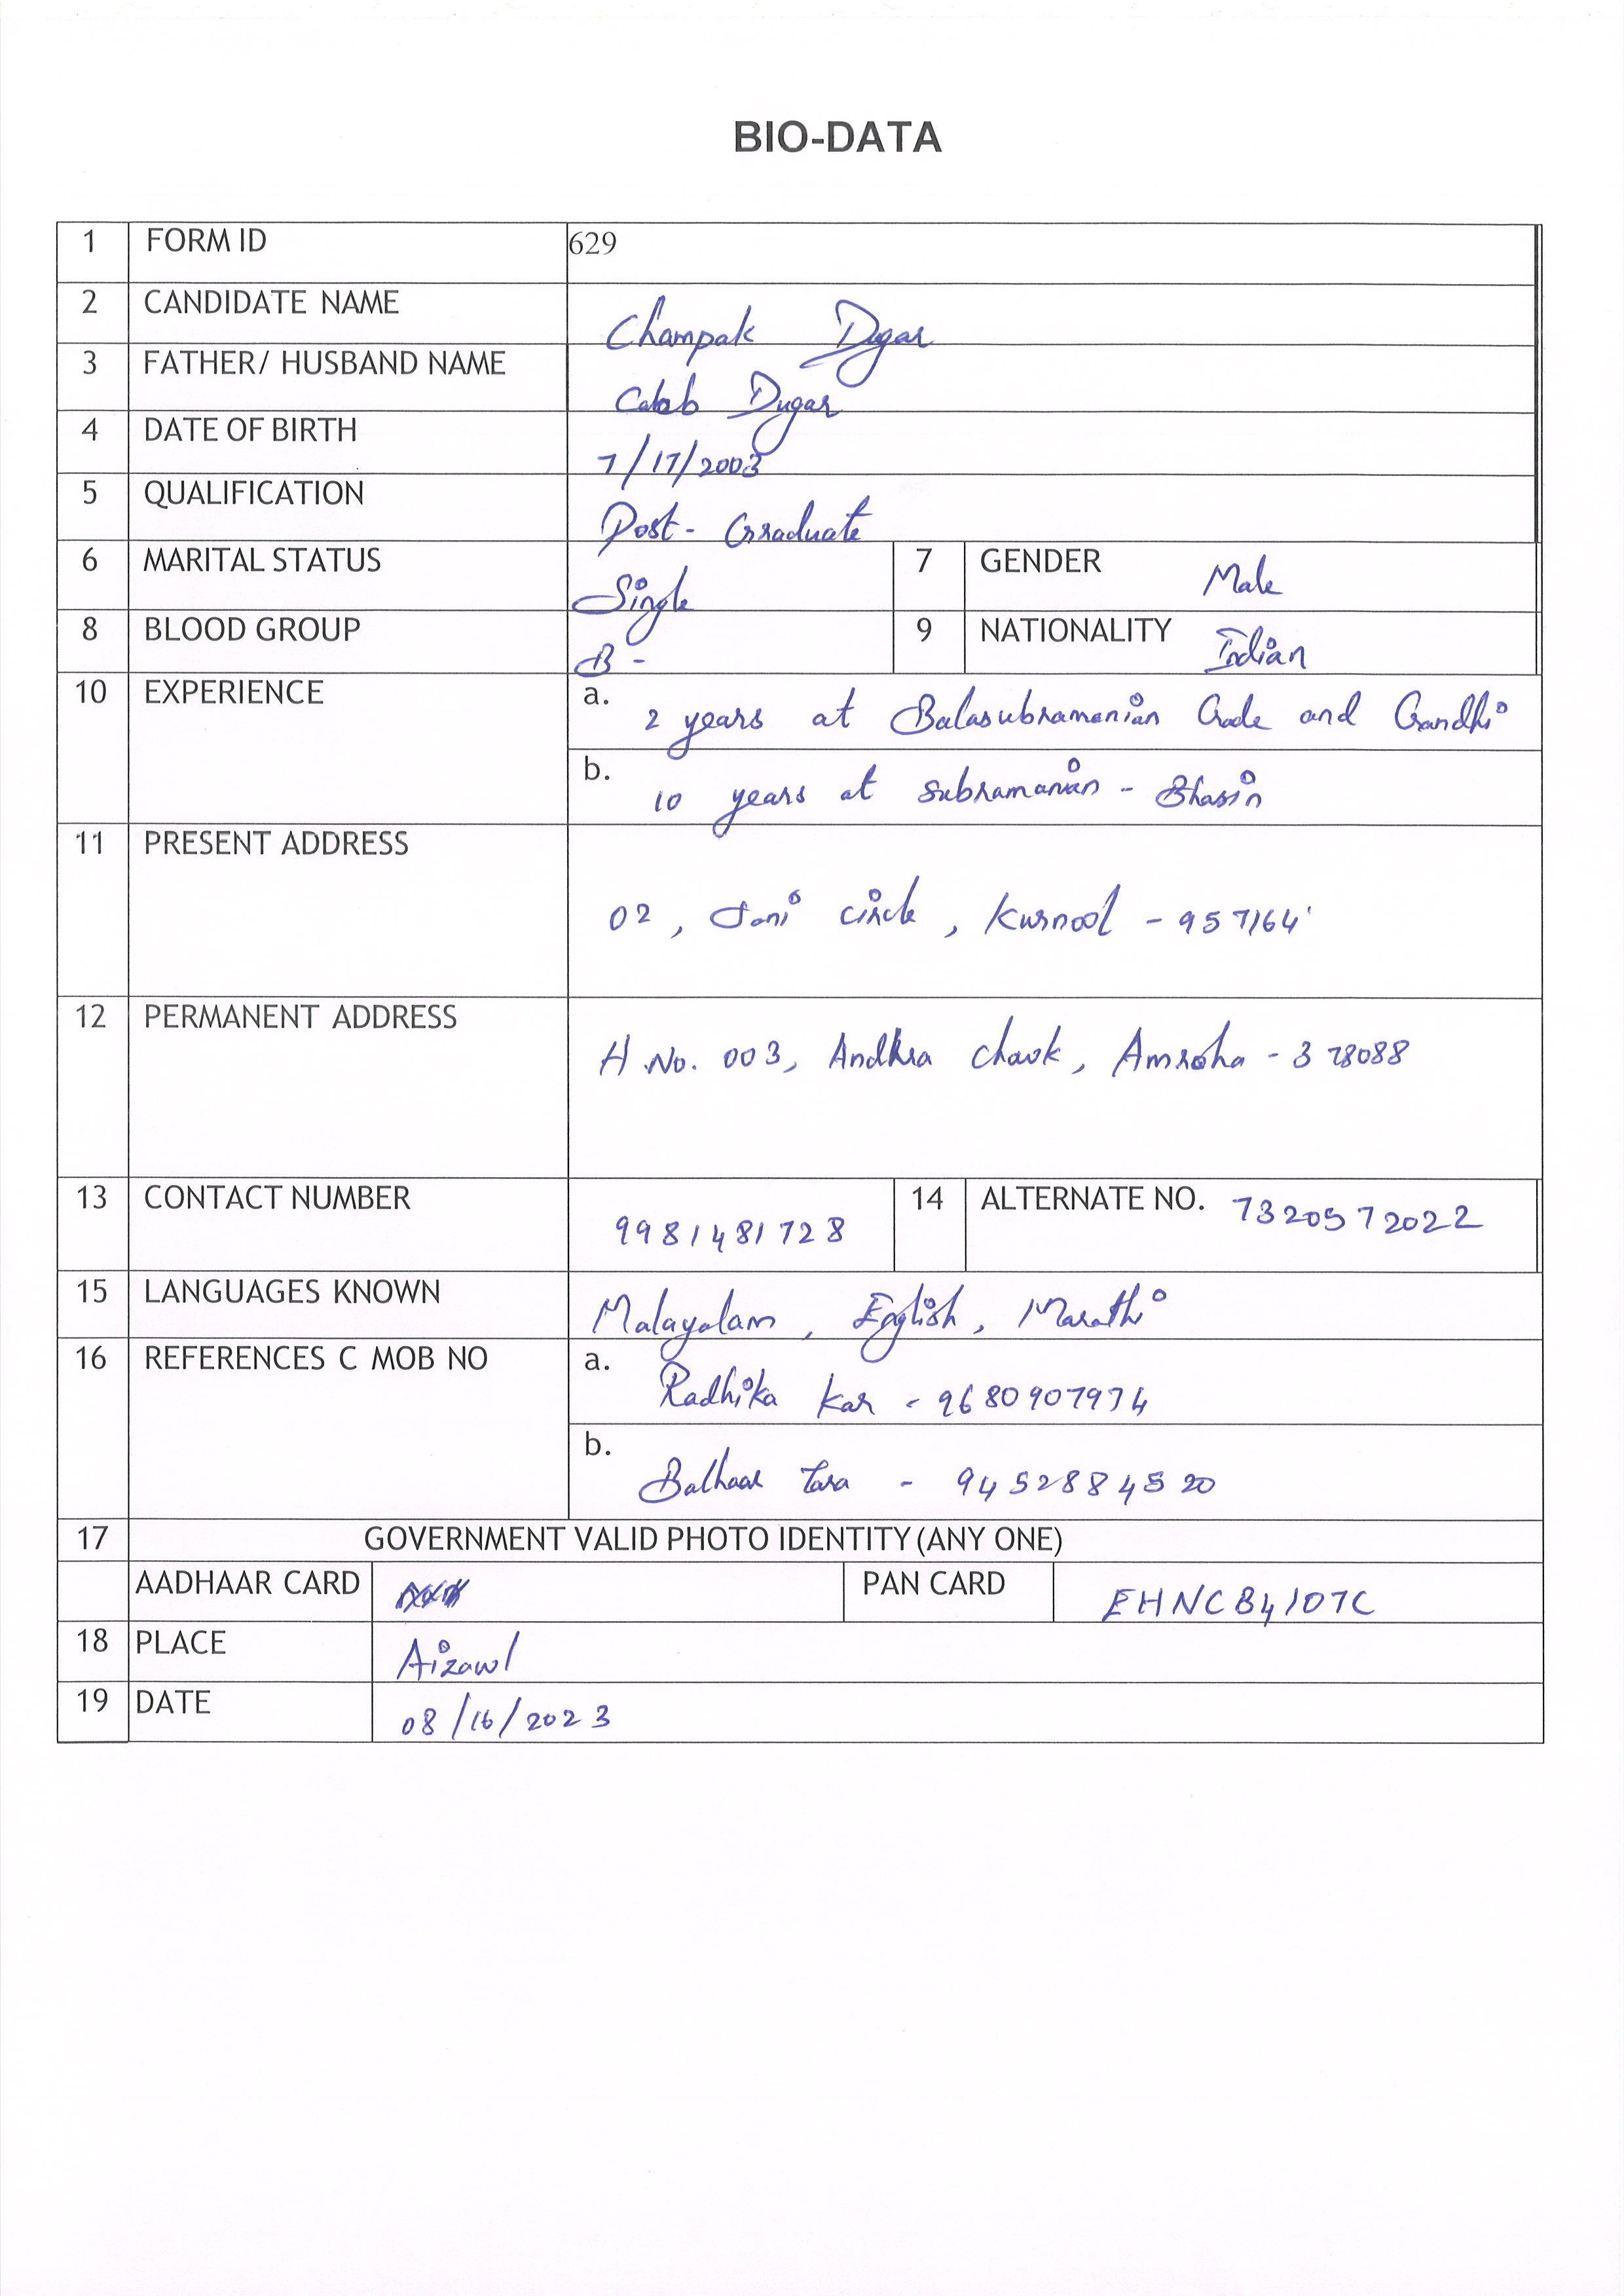 BIO-DATA
1 FORM ID 629
2 CANDIDATE NAME Champak Dugar
3 FATHER/ HUSBAND NAME Caleb Dugar
4 DATE OF BIRTH 7/17/2003
5 QUALIFICATION Post-Graduate
6 MARITAL STATUS Single 7 GENDER Male
8 BLOOD GROUP B- 9 NATIONALITY Indian
10 EXPERIENCE a. 2 years at Balasubramanian Gade and Gandhi
b. 10 years at Subramanian - Bhasin
11 PRESENT ADDRESS
02, Soni circle, Kurnool - 957164
12 PERMANENT ADDRESS
H.No. 003, Andhra chowk, Amroha - 378088
13 CONTACT NUMBER 9981481728 14 ALTERNATE NO. 7320572022
15 LANGUAGES KNOWN Malayalam, English, Marathi
16 REFERENCES C MOB NO a. Radhika Kar - 9680907974
b. Balhaar Tara - 9452884520
17 GOVERNMENT VALID PHOTO IDENTITY (ANY ONE)
AADHAAR CARD PAN CARD EHNCB4107C
18 PLACE Aizawl
19 DATE 08/16/2023